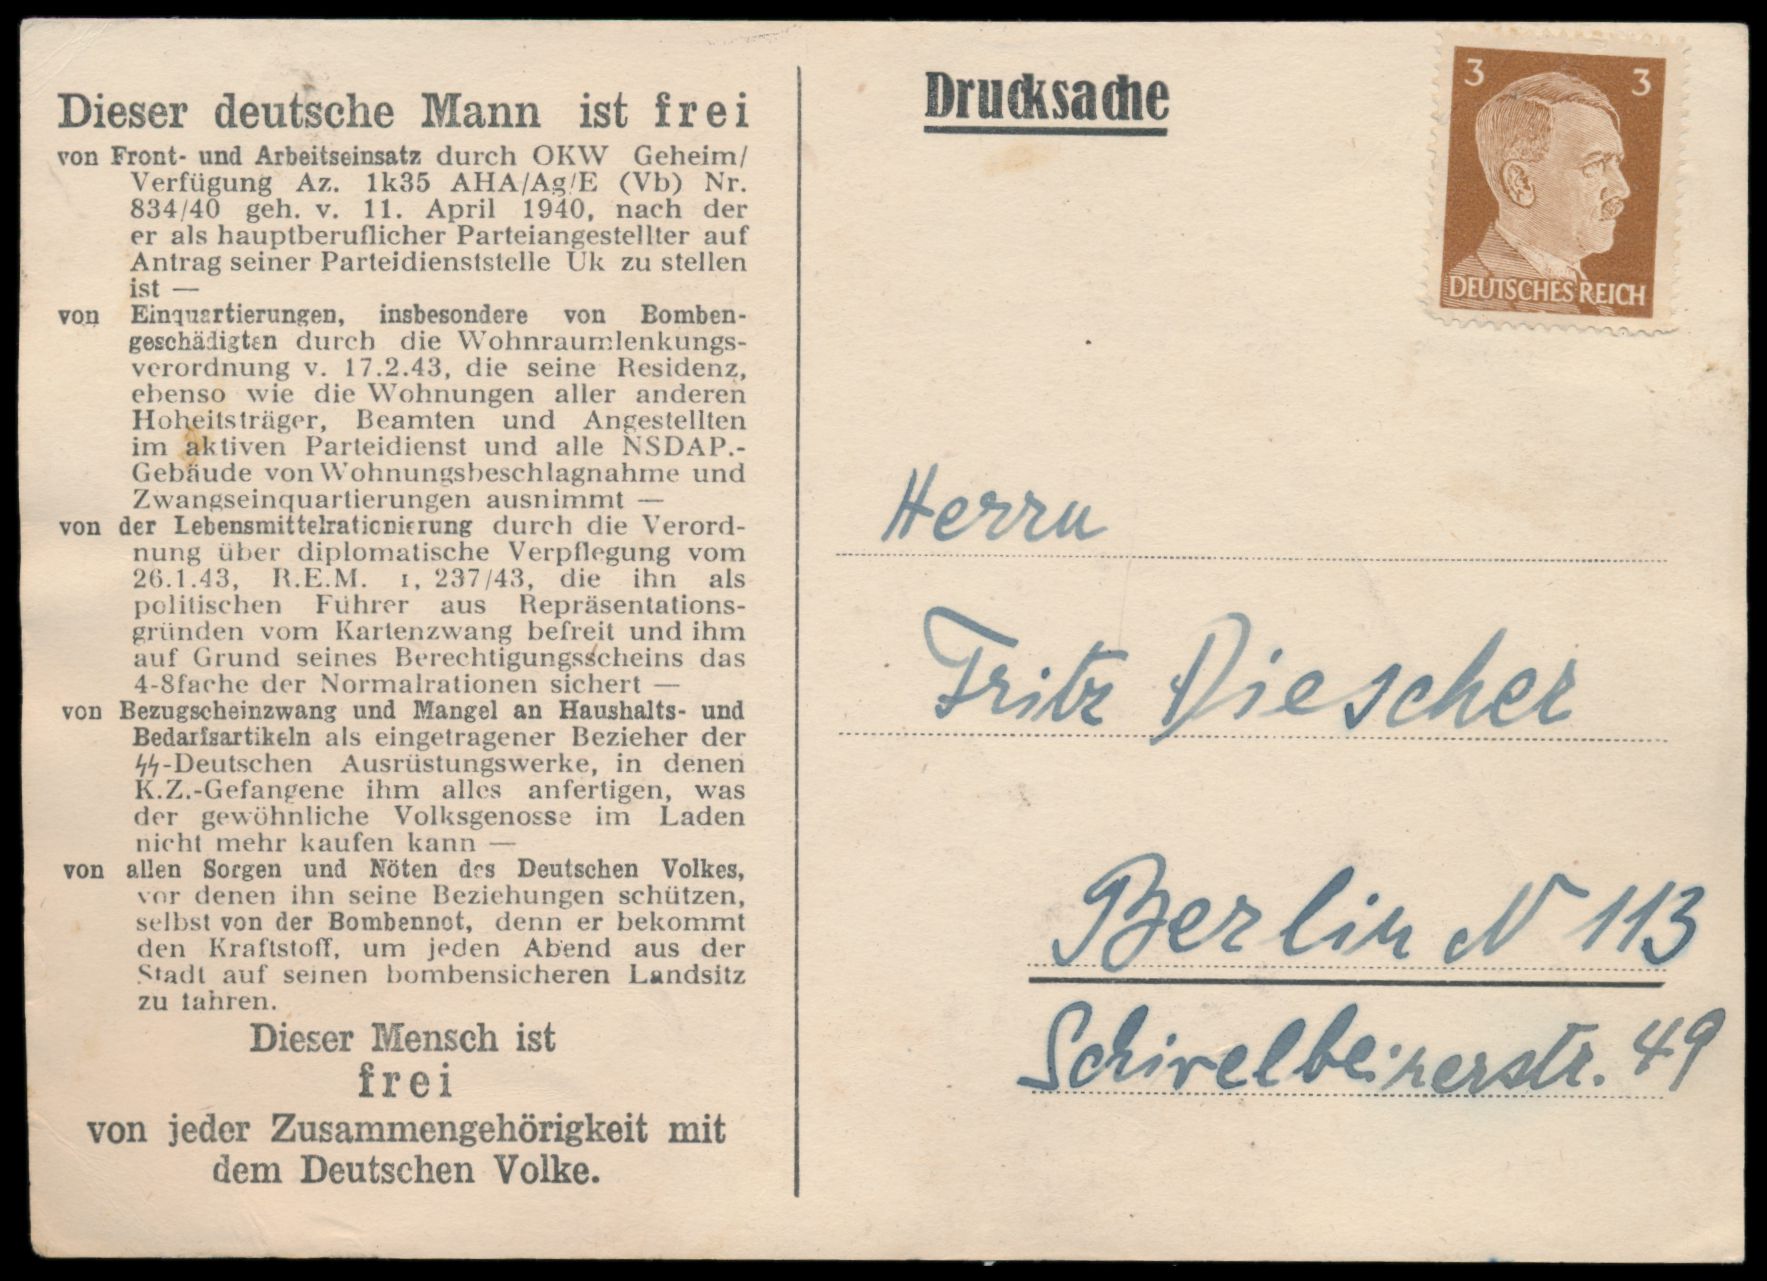 Dieser deutsche Mann ist frei
von Front- und Arbeitseinsatz durch OKW Geheim/
Verfügung Az. 1k35 AHA/Ag/E (Vb) Nr.
834/40 geh. v. 11. April 1940, nach der
er als hauptberuflicher Parteiangestellter auf
Antrag seiner Parteidienststelle Uk zu stellen
ist —
von Einquartierungen, insbesondere von Bomben-
geschädigten durch die Wohnraumlenkungs-
verordnung v. 17.2.43, die seine Residenz,
ebenso wie die Wohnungen aller anderen
Hoheitsträger, Beamten und Angestellten
im aktiven Parteidienst und alle NSDAP.-
Gebäude von Wohnungsbeschlagnahme und
Zwangseinquartierungen ausnimmt —
von der Lebensmittelrationierung durch die Verord-
nung über diplomatische Verpflegung vom
26.1.43, R.E.M. I, 237/43, die ihn als
politischen Führer aus Repräsentations-
gründen vom Kartenzwang befreit und ihm
auf Grund seines Berechtigungsscheins das
4-8fache der Normalrationen sichert —
von Bezugscheinzwang und Mangel an Haushalts- und
Bedarfsartikeln als eingetragener Bezieher der
ϟϟ-Deutschen Ausrüstungswerke, in denen
K.Z.-Gefangene ihm alles anfertigen, was
der gewöhnliche Volksgenosse im Laden
nicht mehr kaufen kann —
von allen Sorgen und Nöten des Deutschen Volkes,
vor denen ihn seine Beziehungen schützen,
selbst von der Bombennot, denn er bekommt
den Kraftstoff, um jeden Abend aus der
Stadt auf seinen bombensicheren Landsitz
zu fahren.
Dieser Mensch ist
frei
von jeder Zusammengehörigkeit mit
dem Deutschen Volke.
Drucksache
3 3
DEUTSCHES REICH
Herrn
Fritz Diescher
Berlin N 113
Schivelbeinerstr. 49